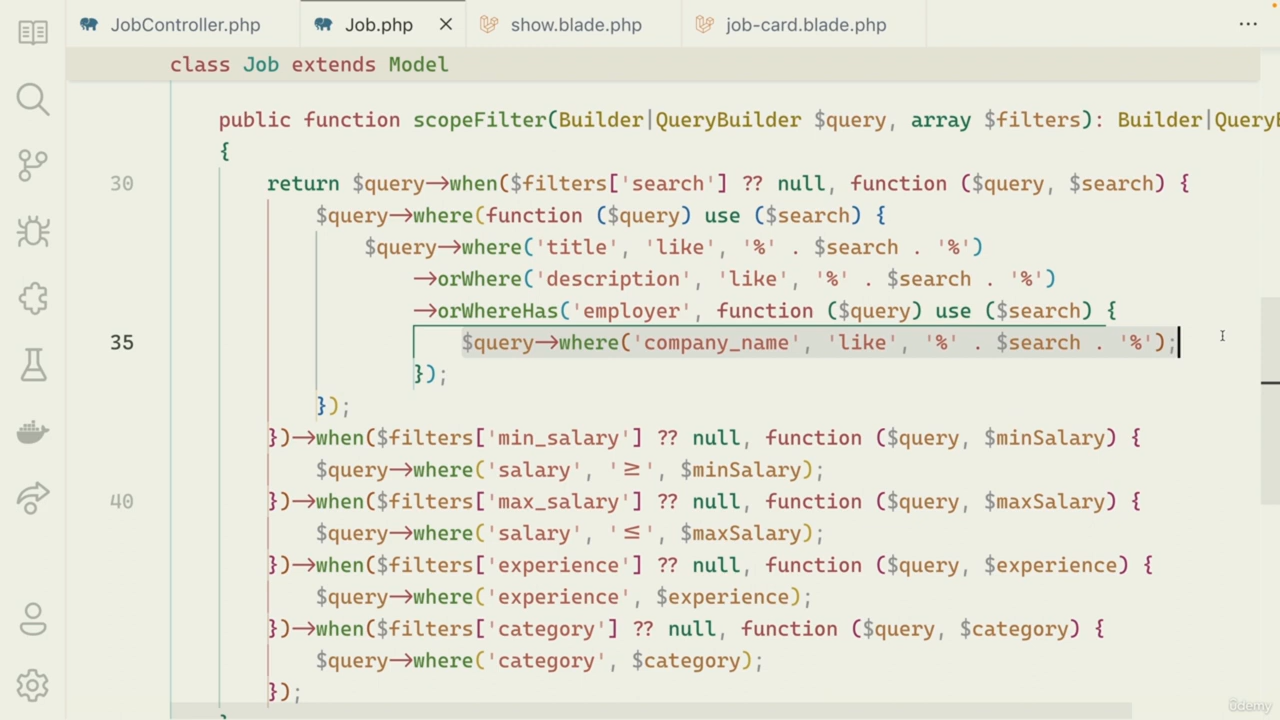 JobController.php
Job.php
show.blade.php
job-card.blade.php
class Job extends Model
public function scopeFilter(Builder|QueryBuilder $query, array $filters): Builder|QueryB
{
30 return $query->when($filters['search'] ?? null, function ($query, $search) {
$query->where(function ($query) use ($search) {
$query->where('title', 'like', '%' . $search . '%')
->orWhere('description', 'like', '%' . $search . '%')
->orWhereHas('employer', function ($query) use ($search) {
35 $query->where('company_name', 'like', '%' . $search . '%');
});
});
})->when($filters['min_salary'] ?? null, function ($query, $minSalary) {
$query->where('salary', '>=', $minSalary);
40 })->when($filters['max_salary'] ?? null, function ($query, $maxSalary) {
$query->where('salary', '<=', $maxSalary);
})->when($filters['experience'] ?? null, function ($query, $experience) {
$query->where('experience', $experience);
})->when($filters['category'] ?? null, function ($query, $category) {
$query->where('category', $category);
});
}
udemy